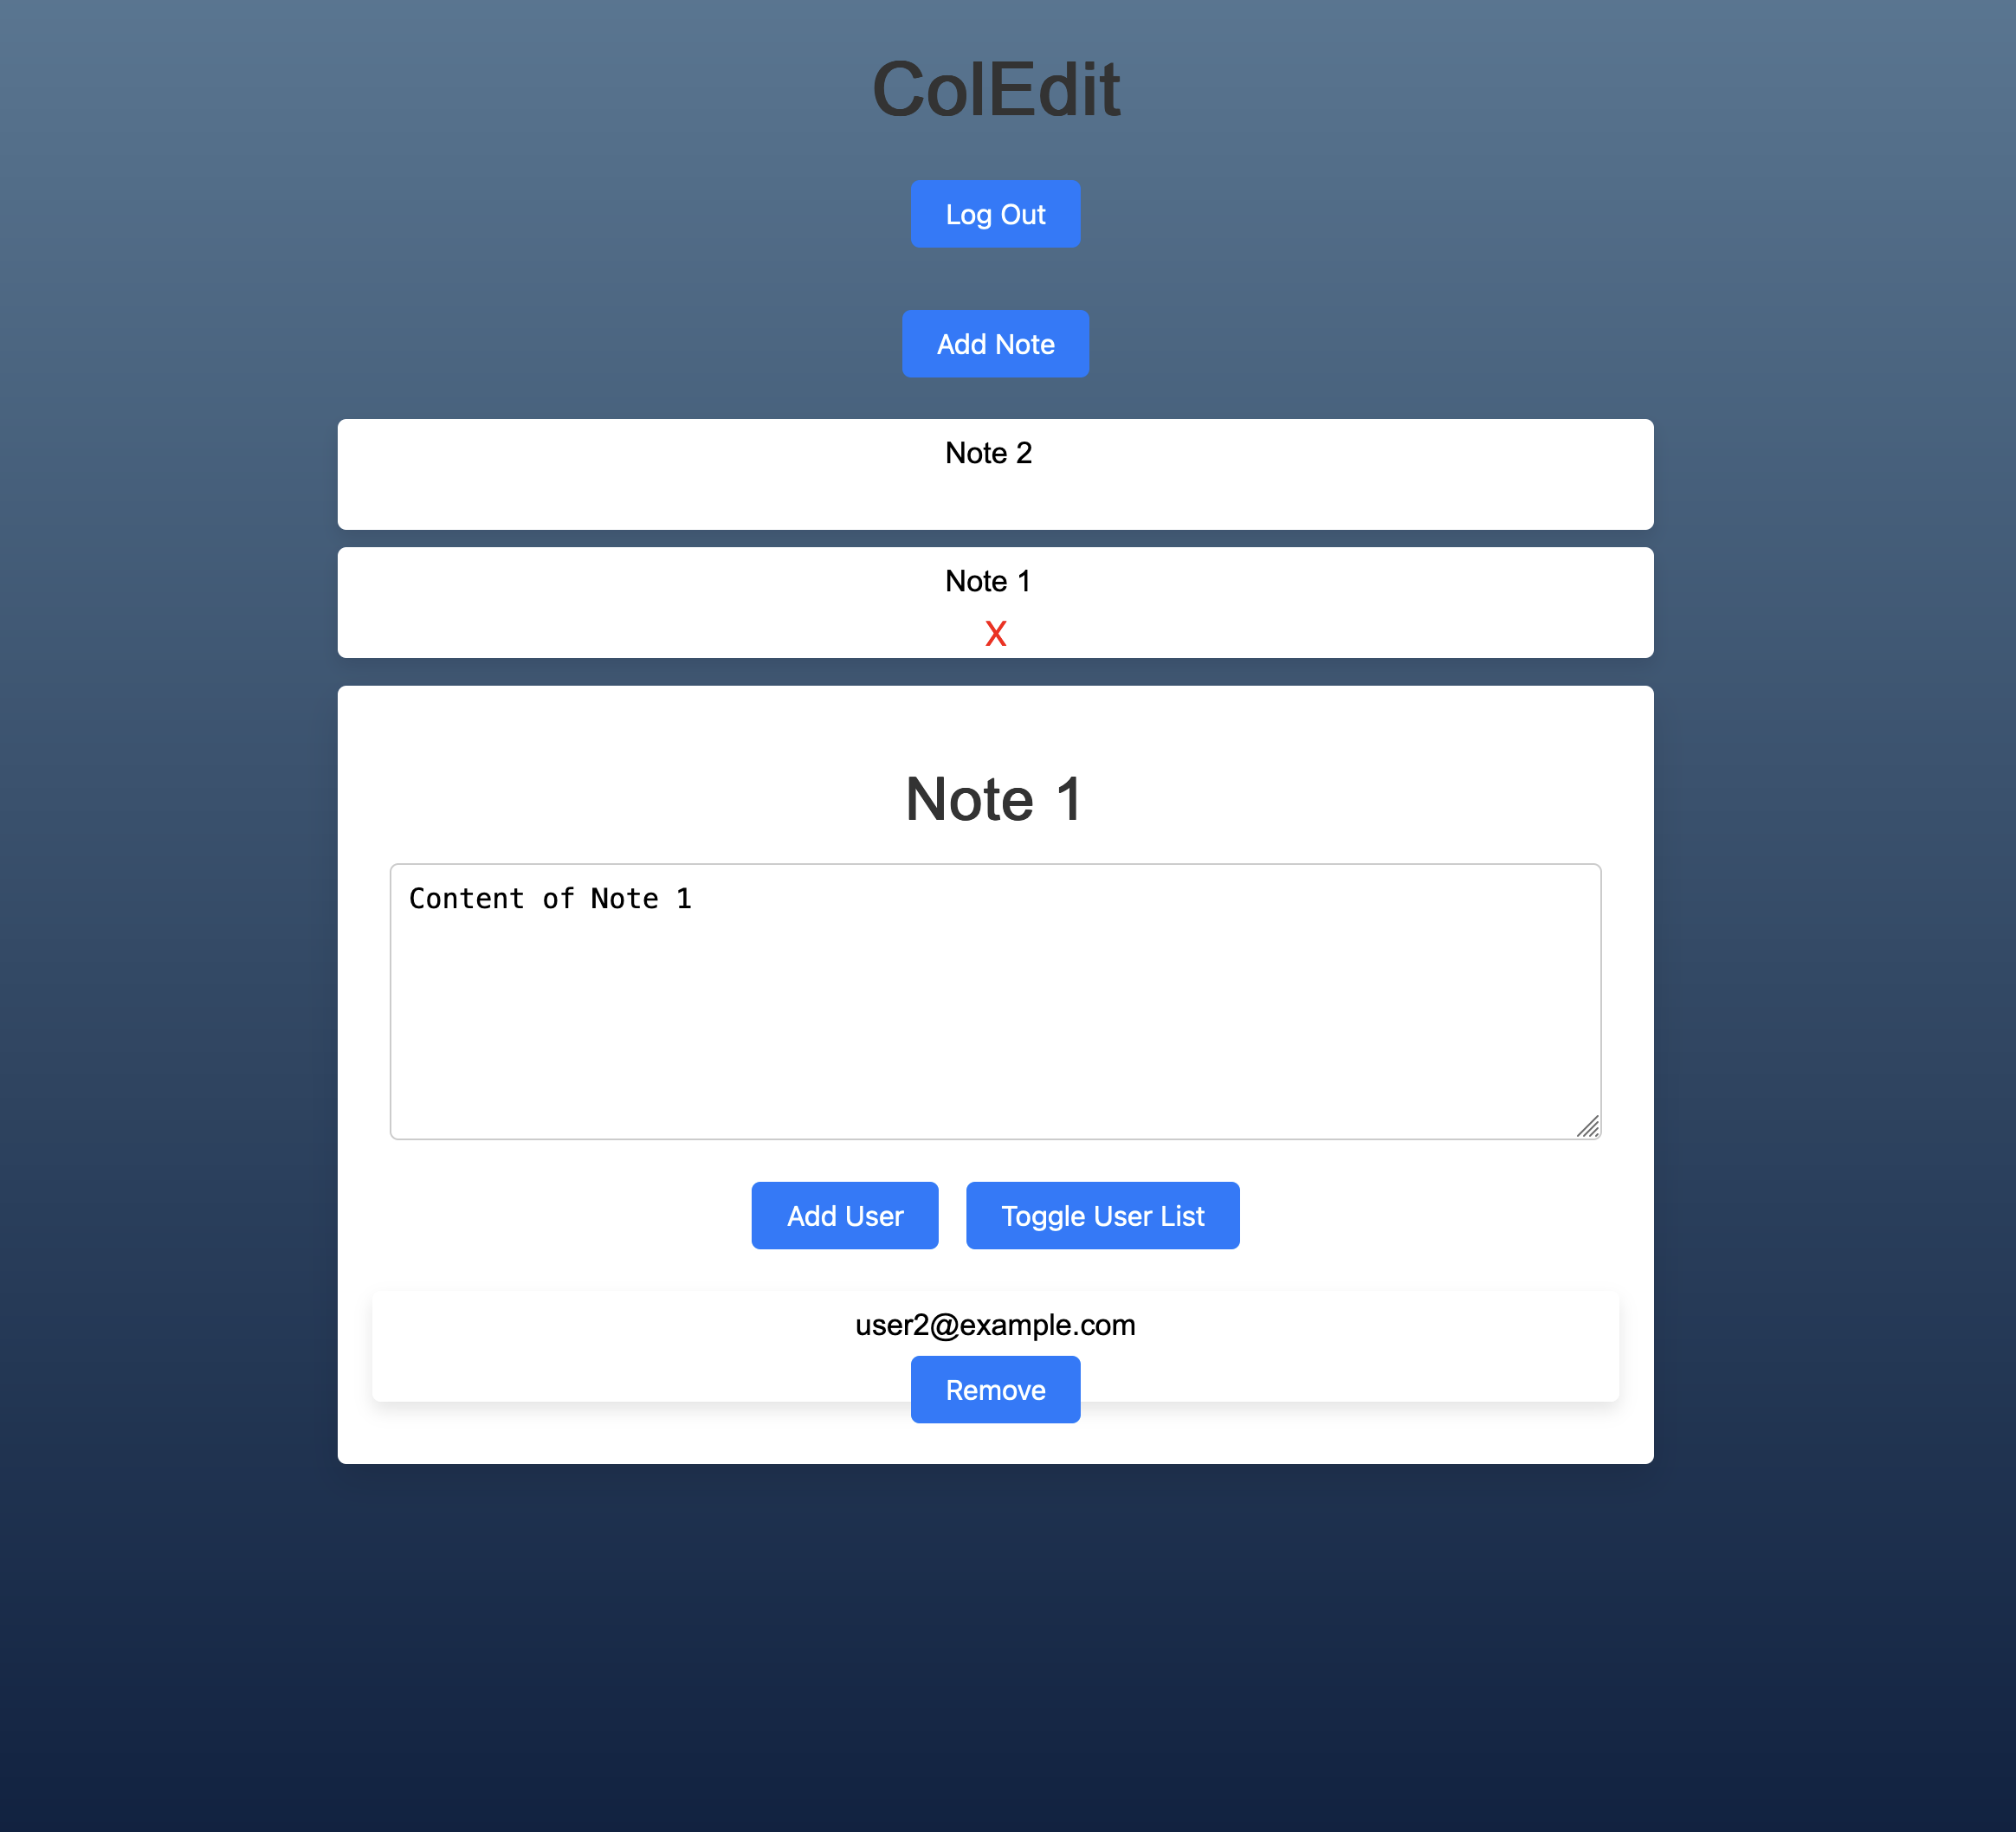 ColEdit
Log Out
Add Note
Note 2
Note 1
X
Note 1
Content of Note 1
Add User Toggle User List
user2@example.com
Remove